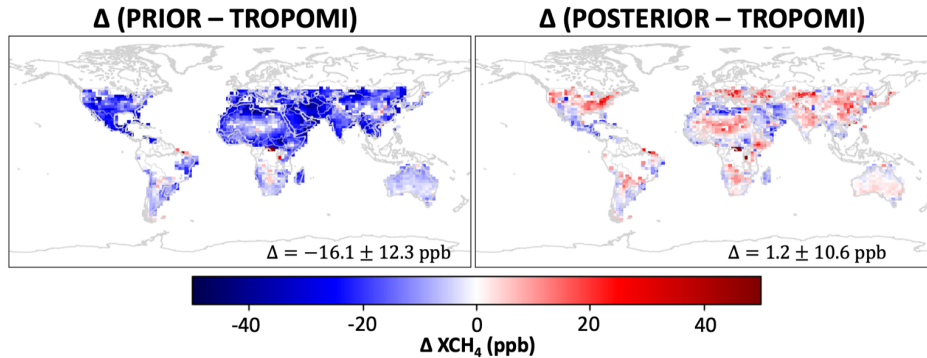 Δ (PRIOR – TROPOMI)
Δ (POSTERIOR – TROPOMI)
Δ = −16.1 ± 12.3 ppb
Δ = 1.2 ± 10.6 ppb
-40 -20 0 20 40
Δ XCH₄ (ppb)